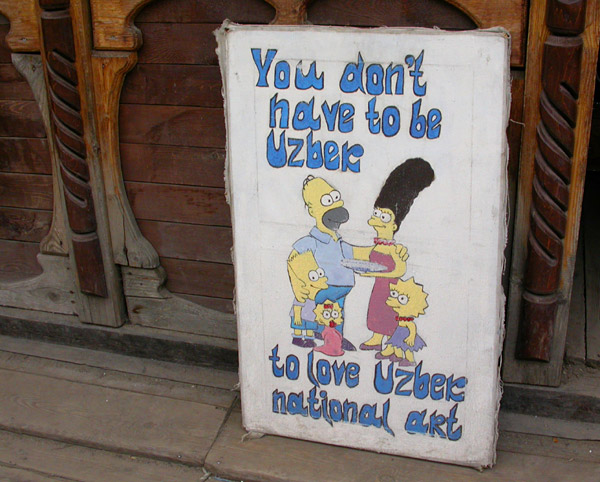 You don't
have to be
Uzbek
to love Uzbek
national art